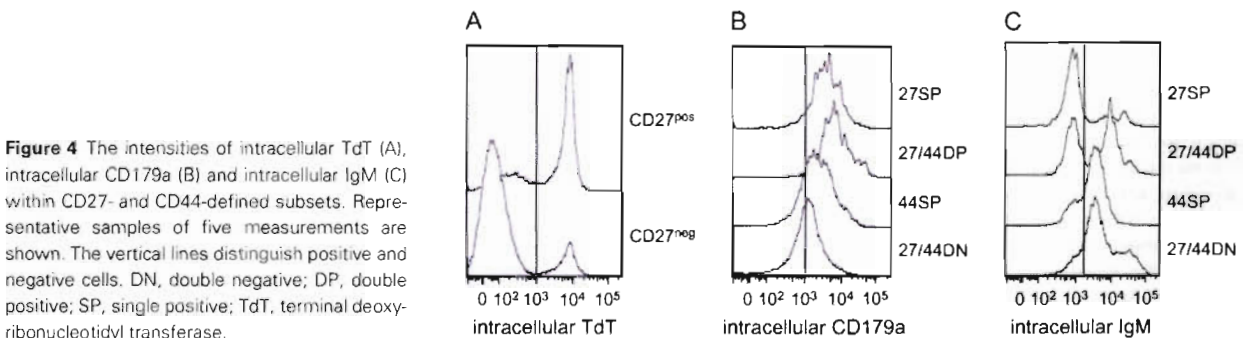 Figure 4 The intensities of intracellular TdT (A),
intracellular CD179a (B) and intracellular IgM (C)
within CD27- and CD44-defined subsets. Repre-
sentative samples of five measurements are
shown. The vertical lines distinguish positive and
negative cells. DN, double negative; DP, double
positive; SP, single positive; TdT, terminal deoxy-
ribonucleotidyl transferase.
A
CD27pos
CD27neg
0 10² 10³ 10⁴ 10⁵
intracellular TdT
B
27SP
27/44DP
44SP
27/44DN
0 10² 10³ 10⁴ 10⁵
intracellular CD179a
C
27SP
27/44DP
44SP
27/44DN
0 10² 10³ 10⁴ 10⁵
intracellular IgM